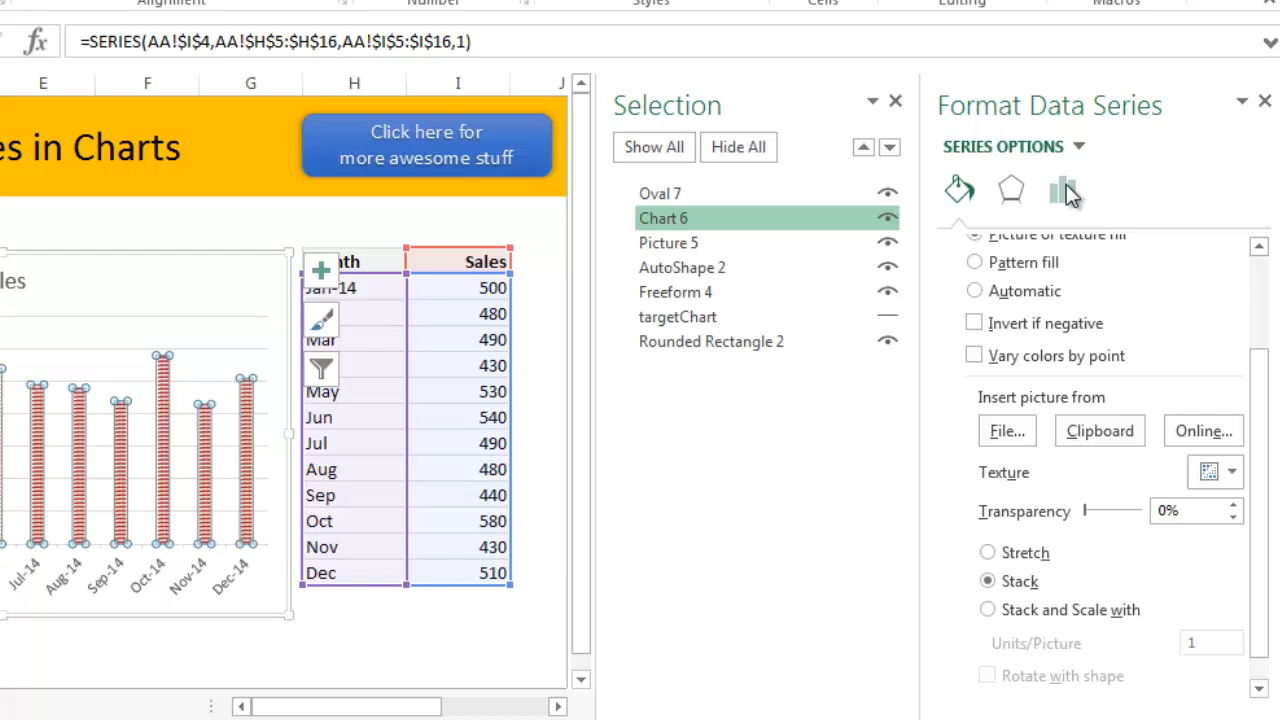 Alignment Number Styles Cells Editing Macros
fx =SERIES(AA!$I$4,AA!$H$5:$H$16,AA!$I$5:$I$16,1)
E F G H I J
es in Charts
Click here for
more awesome stuff
les
Sales
Jan-14 500
480
Mar 490
430
May 530
Jun 540
Jul 490
Aug 480
Sep 440
Oct 580
Nov 430
Dec 510
Jul-14 Aug-14 Sep-14 Oct-14 Nov-14 Dec-14
Selection
Show All Hide All
Oval 7
Chart 6
Picture 5
AutoShape 2
Freeform 4
targetChart
Rounded Rectangle 2
Format Data Series
SERIES OPTIONS
Picture or texture fill
Pattern fill
Automatic
Invert if negative
Vary colors by point
Insert picture from
File... Clipboard Online...
Texture
Transparency 0%
Stretch
Stack
Stack and Scale with
Units/Picture 1
Rotate with shape